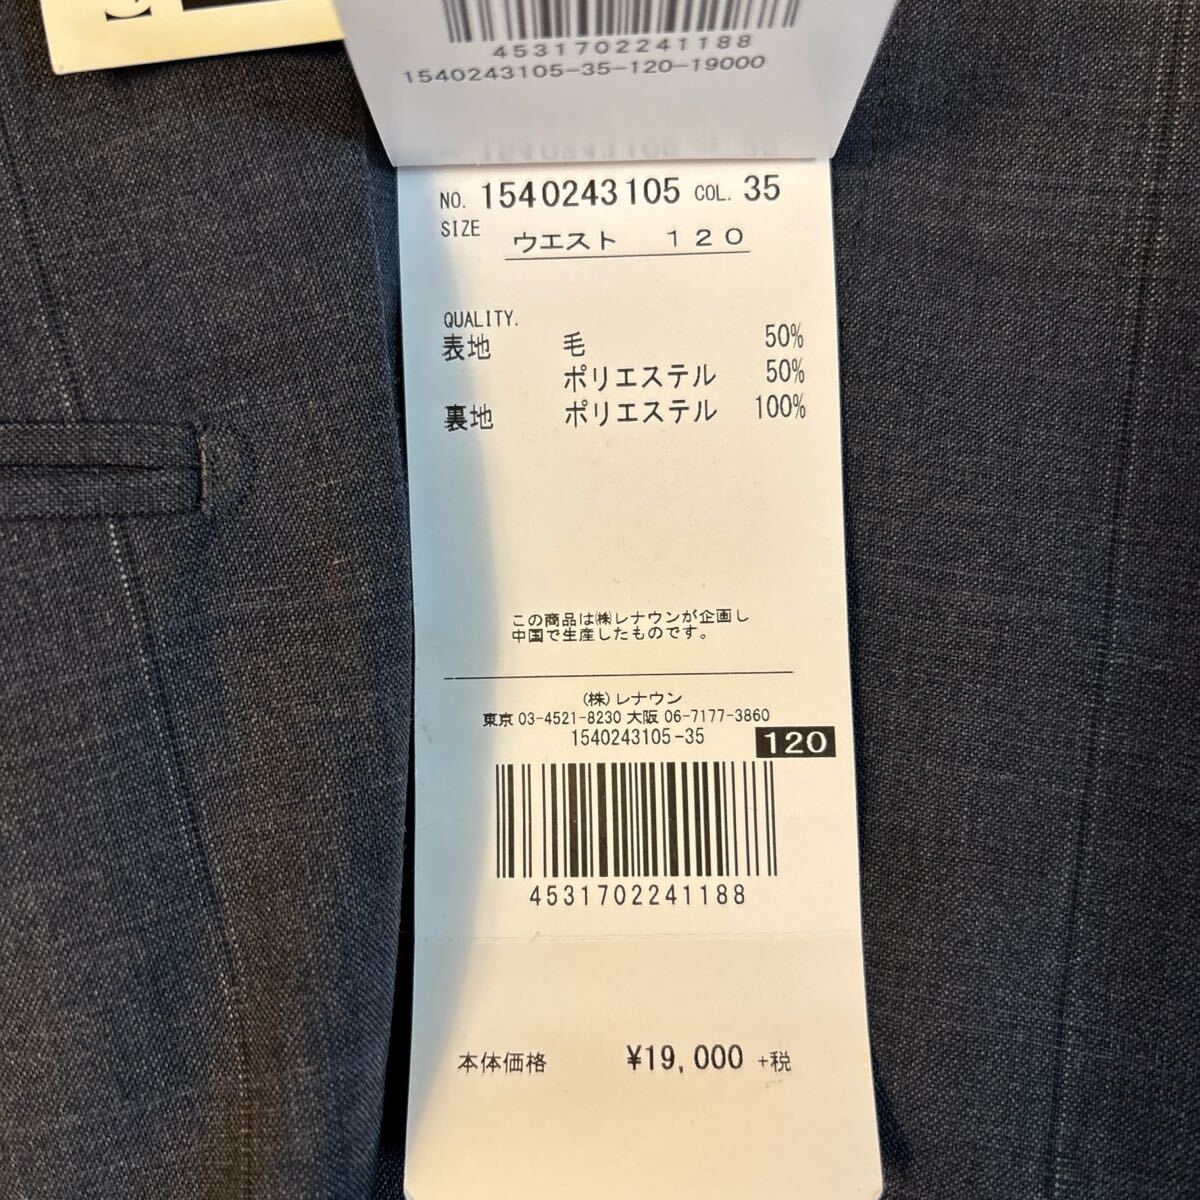 4531702241188
1540243105-35-120-19000
NO. 1540243105 COL. 35
SIZE
ウエスト 120
QUALITY.
表地 毛 50%
ポリエステル 50%
裏地 ポリエステル 100%
この商品は㈱レナウンが企画し
中国で生産したものです。
(株)レナウン
東京 03-4521-8230 大阪 06-7177-3860
1540243105-35
120
4531702241188
本体価格 ¥19,000 +税